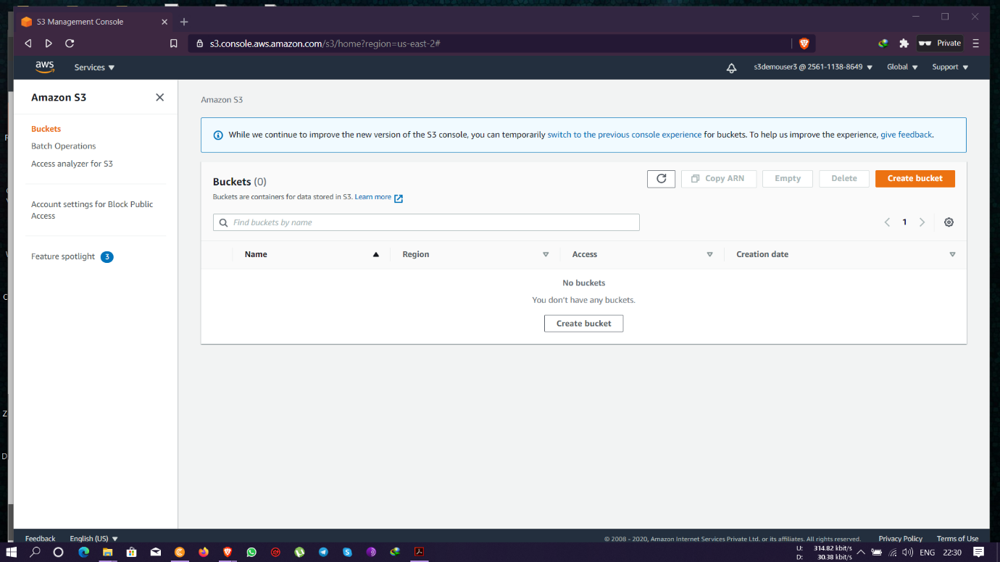 S3 Management Console
s3.console.aws.amazon.com/s3/home?region=us-east-2#
Private
aws
Services
s3demouser3 @ 2561-1138-8649
Global
Support
Amazon S3
Buckets
Batch Operations
Access analyzer for S3
Account settings for Block Public
Access
Feature spotlight 3
Amazon S3
While we continue to improve the new version of the S3 console, you can temporarily switch to the previous console experience for buckets. To help us improve the experience, give feedback.
Buckets (0)
Copy ARN
Empty
Delete
Create bucket
Buckets are containers for data stored in S3. Learn more
Find buckets by name
1
Name
Region
Access
Creation date
No buckets
You don't have any buckets.
Create bucket
Feedback
English (US)
© 2008 - 2020, Amazon Internet Services Private Ltd. or its affiliates. All rights reserved.
Privacy Policy
Terms of Use
U: 314.82 kbit/s
D: 30.38 kbit/s
ENG
22:30